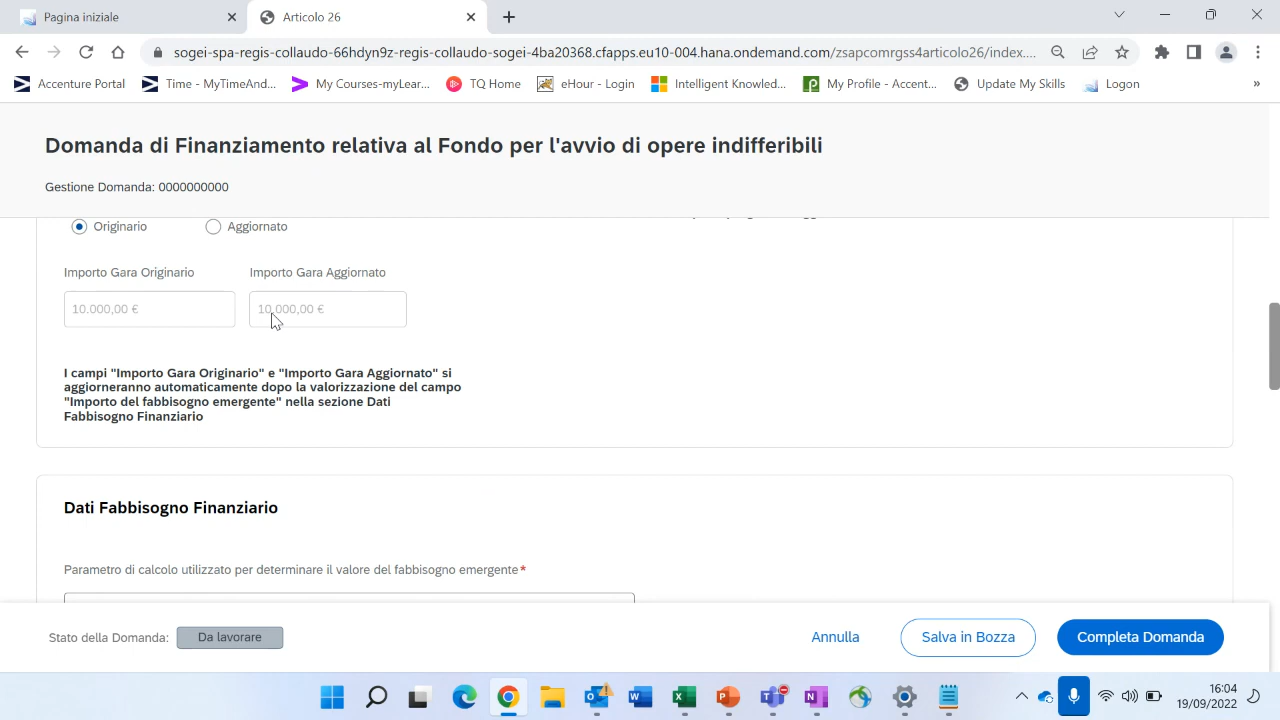 Pagina iniziale
Articolo 26
sogei-spa-regis-collaudo-66hdyn9z-regis-collaudo-sogei-4ba20368.cfapps.eu10-004.hana.ondemand.com/zsapcomrgss4articolo26/index....
Accenture Portal
Time - MyTimeAnd...
My Courses-myLear...
TQ Home
eHour - Login
Intelligent Knowled...
My Profile - Accent...
Update My Skills
Logon
»
Domanda di Finanziamento relativa al Fondo per l'avvio di opere indifferibili
Gestione Domanda: 0000000000
Originario
Aggiornato
Importo Gara Originario
Importo Gara Aggiornato
10.000,00 €
10.000,00 €
I campi "Importo Gara Originario" e "Importo Gara Aggiornato" si
aggiorneranno automaticamente dopo la valorizzazione del campo
"Importo del fabbisogno emergente" nella sezione Dati
Fabbisogno Finanziario
Dati Fabbisogno Finanziario
Parametro di calcolo utilizzato per determinare il valore del fabbisogno emergente*
Stato della Domanda:
Da lavorare
Annulla
Salva in Bozza
Completa Domanda
16:04
19/09/2022